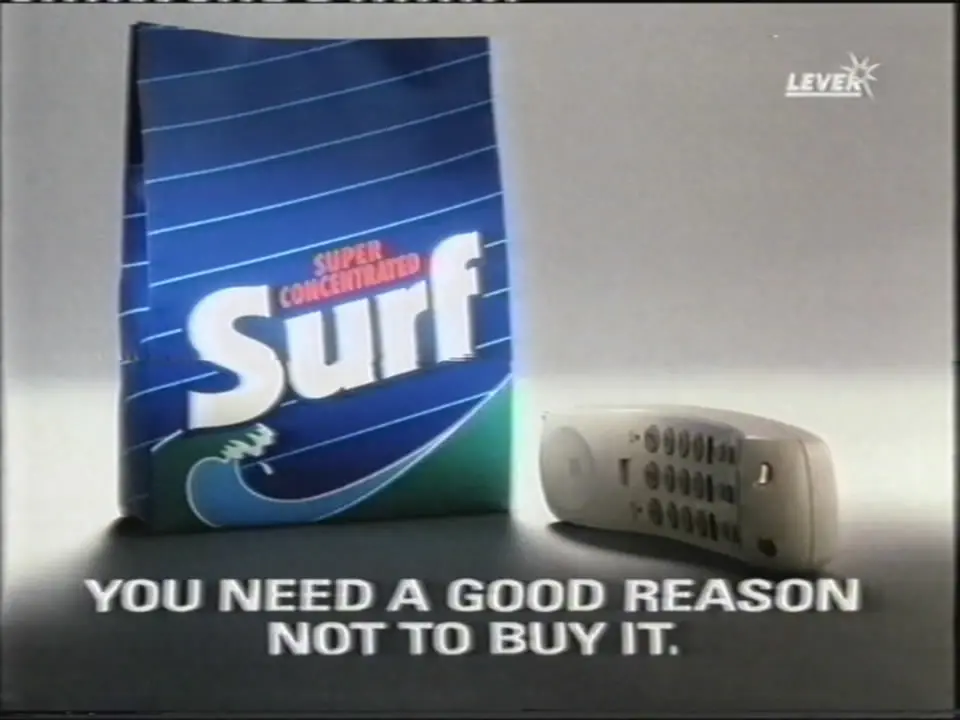 LEVER
SUPER
CONCENTRATED
Surf
YOU NEED A GOOD REASON
NOT TO BUY IT.